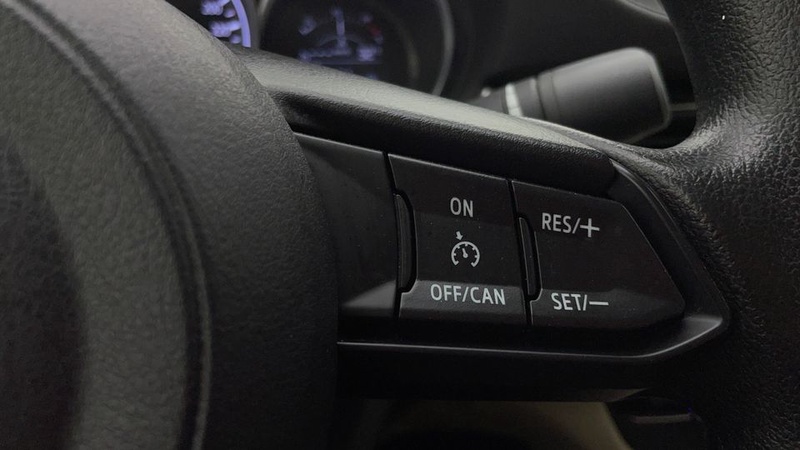 ON
OFF/CAN
RES/+
SET/—